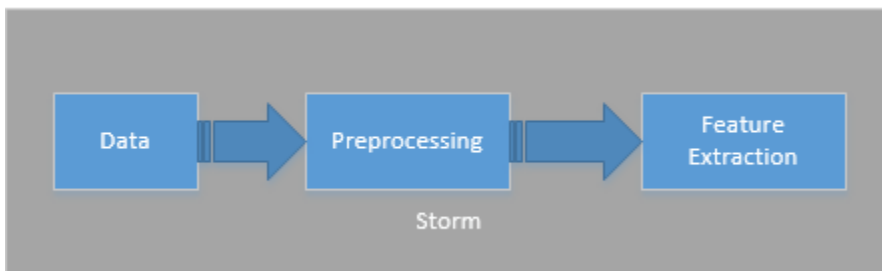 Data
Preprocessing
Feature
Extraction
Storm